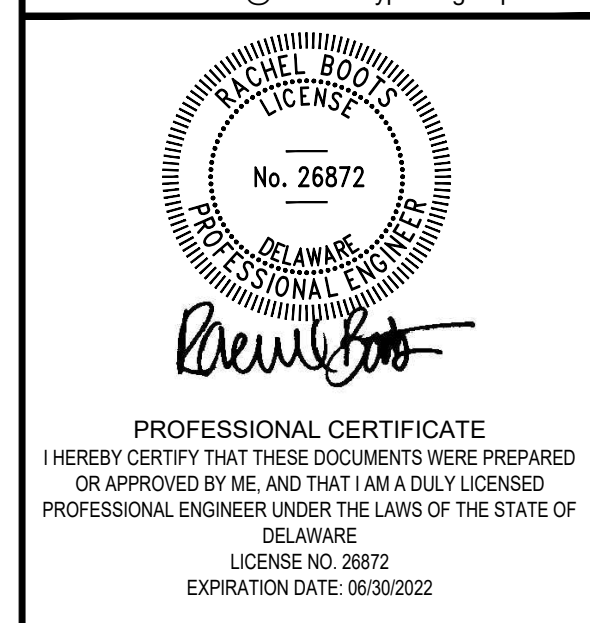 RACHEL BOOTS
LICENSE
No. 26872
DELAWARE
PROFESSIONAL ENGINEER
Rachel Boots
PROFESSIONAL CERTIFICATE
I HEREBY CERTIFY THAT THESE DOCUMENTS WERE PREPARED
OR APPROVED BY ME, AND THAT I AM A DULY LICENSED
PROFESSIONAL ENGINEER UNDER THE LAWS OF THE STATE OF
DELAWARE
LICENSE NO. 26872
EXPIRATION DATE: 06/30/2022